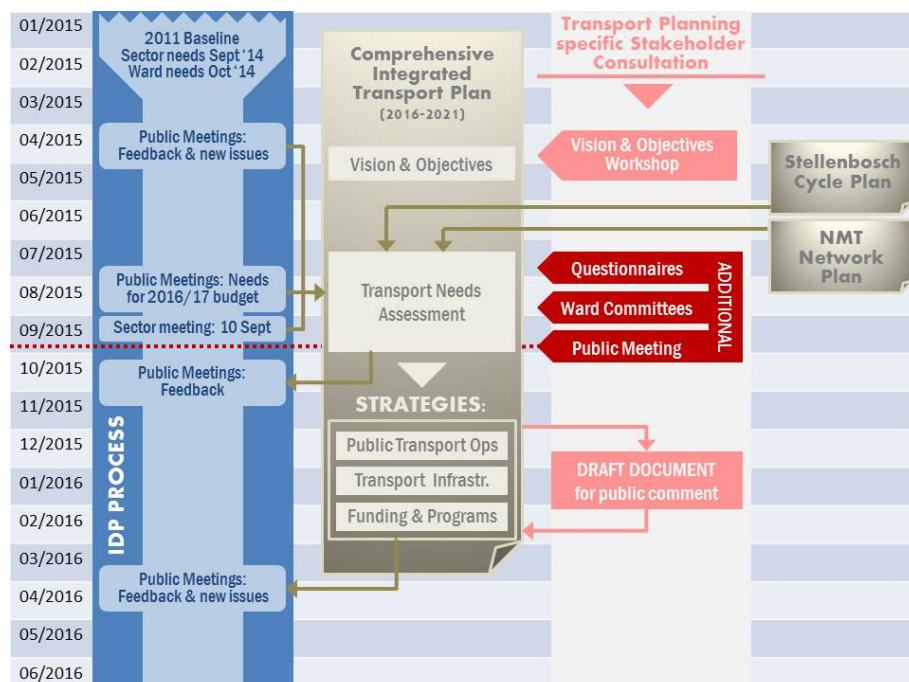 01/2015
02/2015
03/2015
04/2015
05/2015
06/2015
07/2015
08/2015
09/2015
10/2015
11/2015
12/2015
01/2016
02/2016
03/2016
04/2016
05/2016
06/2016
2011 Baseline
Sector needs Sept ‘14
Ward needs Oct ‘14
Public Meetings:
Feedback & new issues
Public Meetings: Needs
for 2016/17 budget
Sector meeting: 10 Sept
Public Meetings:
Feedback
IDP PROCESS
Public Meetings:
Feedback & new issues
Comprehensive
Integrated
Transport Plan
(2016-2021)
Vision & Objectives
Transport Needs
Assessment
STRATEGIES:
Public Transport Ops
Transport Infrastr.
Funding & Programs
Transport Planning
specific Stakeholder
Consultation
Vision & Objectives
Workshop
Questionnaires
Ward Committees
Public Meeting
ADDITIONAL
DRAFT DOCUMENT
for public comment
Stellenbosch
Cycle Plan
NMT
Network
Plan